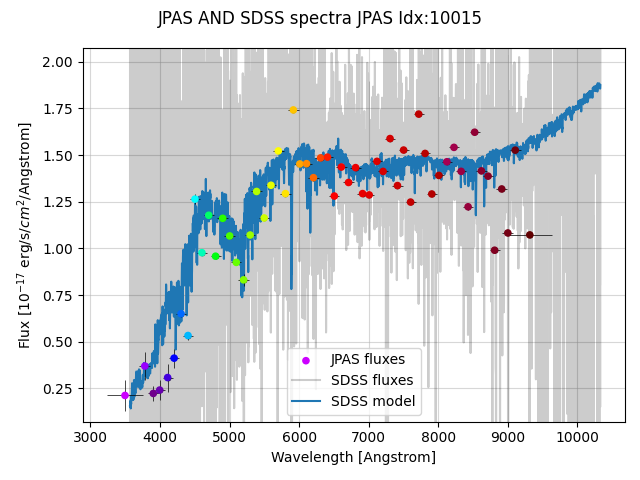 JPAS AND SDSS spectra JPAS Idx:10015
2.00
1.75
1.50
1.25
1.00
0.75
0.50
0.25
Flux [10⁻¹⁷ erg/s/cm²/Angstrom]
JPAS fluxes
SDSS fluxes
SDSS model
3000 4000 5000 6000 7000 8000 9000 10000
Wavelength [Angstrom]